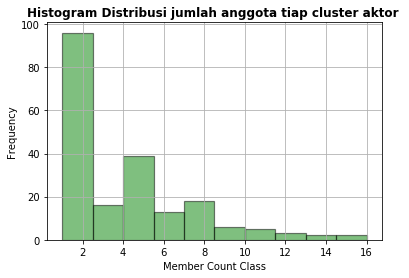 Histogram Distribusi jumlah anggota tiap cluster aktor
100
80
60
40
20
0
Frequency
2 4 6 8 10 12 14 16
Member Count Class